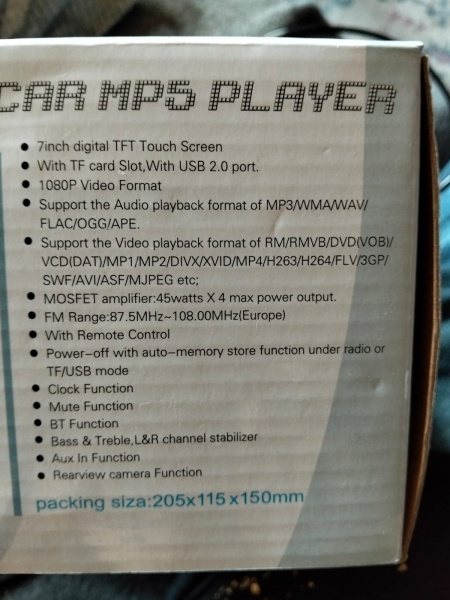 CAR MP5 PLAYER
● 7inch digital TFT Touch Screen
● With TF card Slot,With USB 2.0 port.
● 1080P Video Format
● Support the Audio playback format of MP3/WMA/WAV/
FLAC/OGG/APE.
● Support the Video playback format of RM/RMVB/DVD(VOB)/
VCD(DAT)/MP1/MP2/DIVX/XVID/MP4/H263/H264/FLV/3GP/
SWF/AVI/ASF/MJPEG etc;
● MOSFET amplifier:45watts X 4 max power output.
● FM Range:87.5MHz~108.00MHz(Europe)
● With Remote Control
● Power-off with auto-memory store function under radio or
TF/USB mode
● Clock Function
● Mute Function
● BT Function
● Bass & Treble,L&R channel stabilizer
● Aux In Function
● Rearview camera Function
packing siza:205x115x150mm